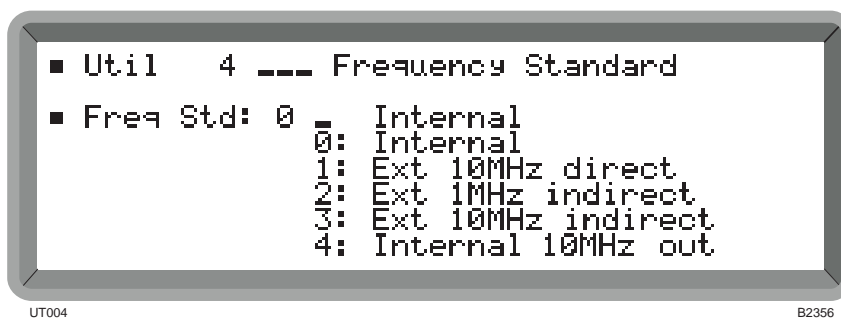 ▪ Util 4 ___ Frequency Standard
▪ Freq Std: 0 _ Internal
0: Internal
1: Ext 10MHz direct
2: Ext 1MHz indirect
3: Ext 10MHz indirect
4: Internal 10MHz out
UT004 B2356